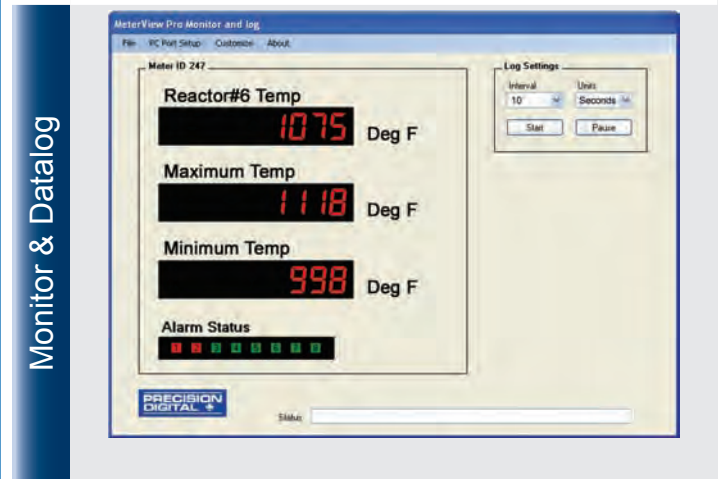 Monitor & Datalog
MeterView Pro Monitor and log
File PC Port Setup Customize About
Meter ID 247
Reactor#6 Temp
1075 Deg F
Maximum Temp
1118 Deg F
Minimum Temp
998 Deg F
Alarm Status
1 2 3 4 5 6 7 8
Log Settings
Interval Units
10 Seconds
Start Pause
PRECISION
DIGITAL
Status: